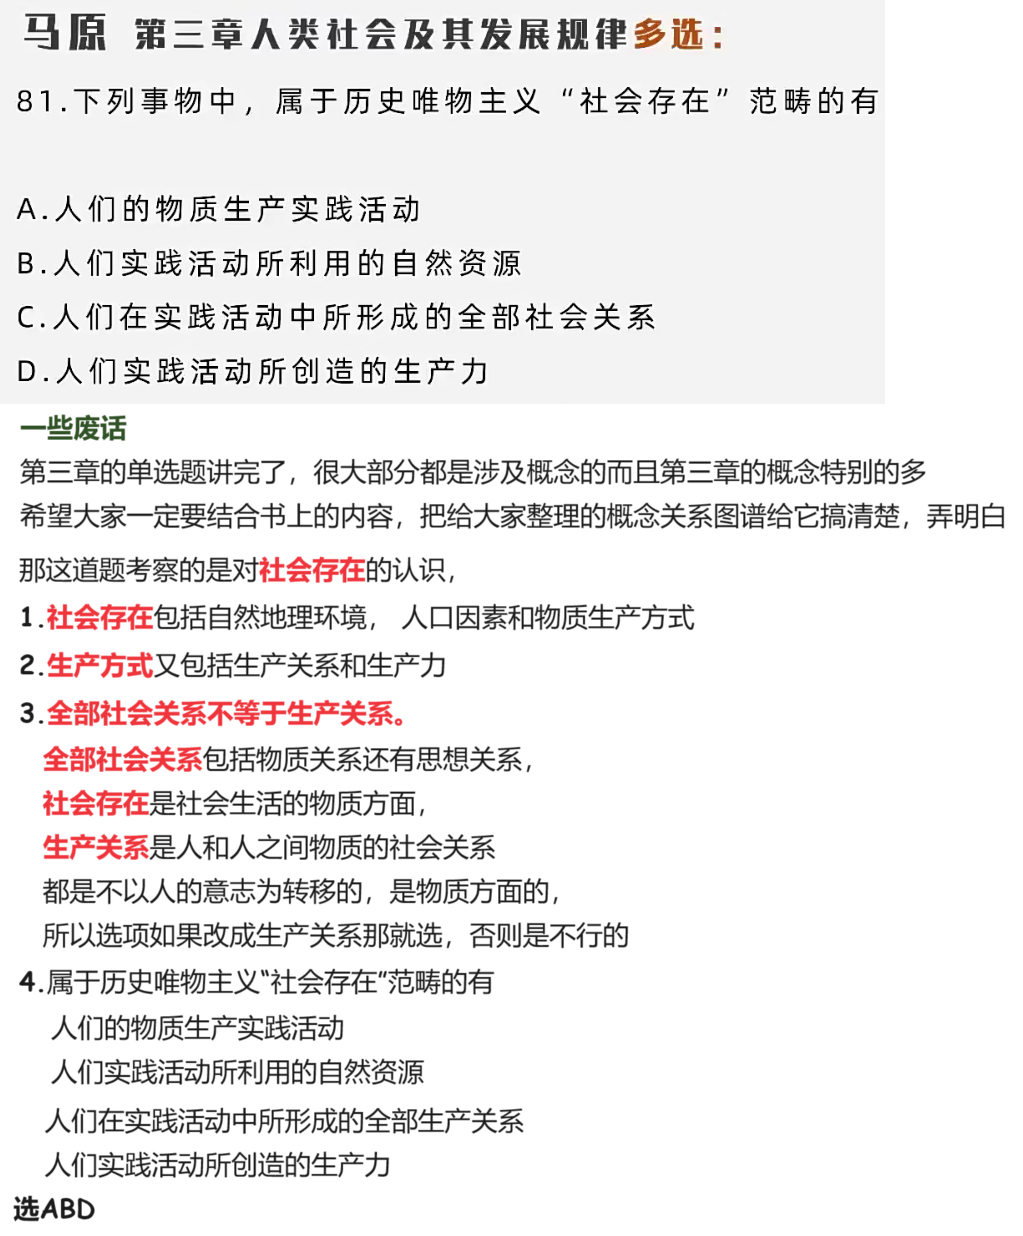 马原 第三章人类社会及其发展规律多选：
81.下列事物中，属于历史唯物主义“社会存在”范畴的有
A.人们的物质生产实践活动
B.人们实践活动所利用的自然资源
C.人们在实践活动中所形成的全部社会关系
D.人们实践活动所创造的生产力
一些废话
第三章的单选题讲完了，很大部分都是涉及概念的而且第三章的概念特别的多
希望大家一定要结合书上的内容，把给大家整理的概念关系图谱给它搞清楚，弄明白
那这道题考察的是对社会存在的认识，
1.社会存在包括自然地理环境， 人口因素和物质生产方式
2.生产方式又包括生产关系和生产力
3.全部社会关系不等于生产关系。
全部社会关系包括物质关系还有思想关系，
社会存在是社会生活的物质方面，
生产关系是人和人之间物质的社会关系
都是不以人的意志为转移的，是物质方面的，
所以选项如果改成生产关系那就选，否则是不行的
4.属于历史唯物主义“社会存在”范畴的有
人们的物质生产实践活动
人们实践活动所利用的自然资源
人们在实践活动中所形成的全部生产关系
人们实践活动所创造的生产力
选ABD